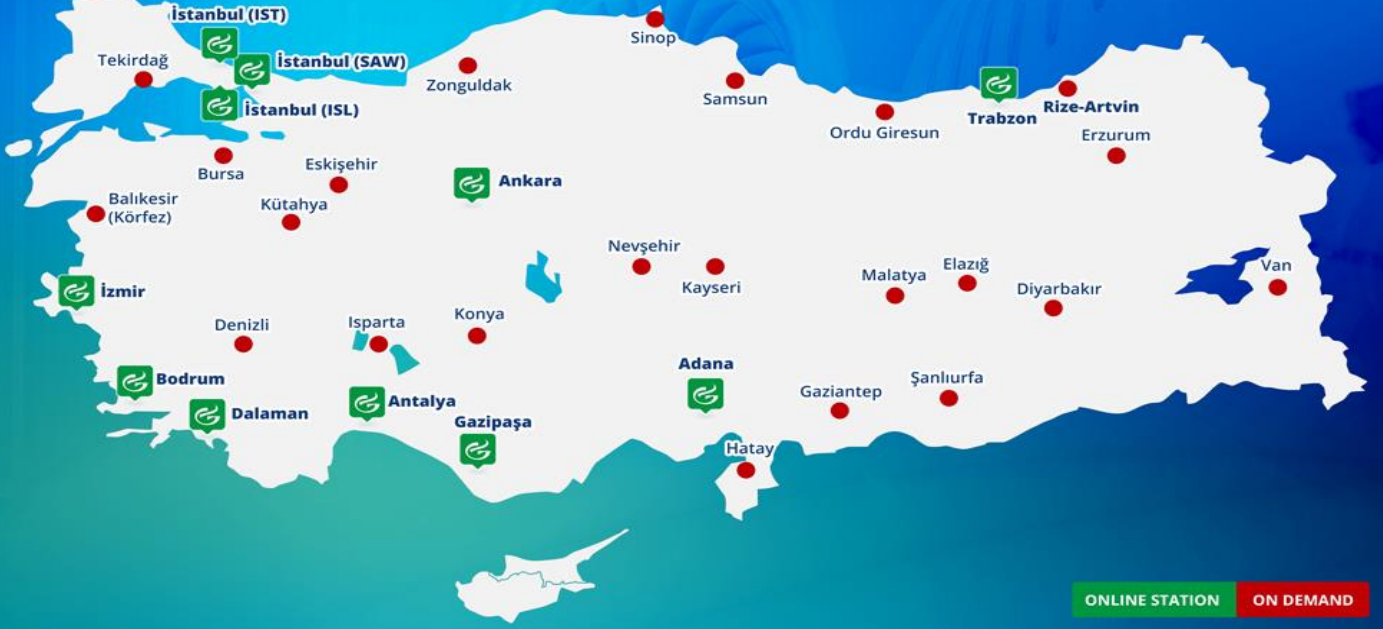 İstanbul (IST)
Sinop
Tekirdağ
İstanbul (SAW)
Zonguldak
Samsun
İstanbul (ISL)
Ordu Giresun
Trabzon
Rize-Artvin
Erzurum
Bursa
Eskişehir
Ankara
Balıkesir
(Körfez)
Kütahya
Nevşehir
Kayseri
Malatya
Elazığ
Diyarbakır
Van
İzmir
Denizli
Isparta
Konya
Adana
Bodrum
Dalaman
Antalya
Gazipaşa
Gaziantep
Şanlıurfa
Hatay
ONLINE STATION
ON DEMAND